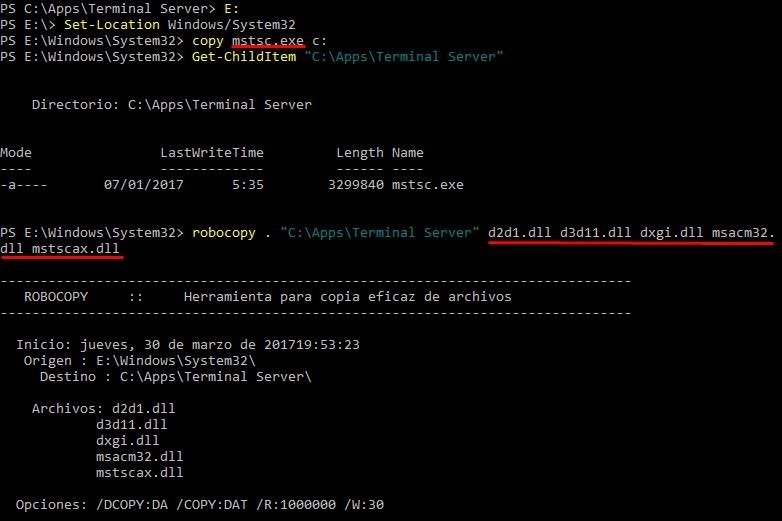 PS C:\Apps\Terminal Server> E:
PS E:\> Set-Location Windows/System32
PS E:\Windows\System32> copy mstsc.exe c:
PS E:\Windows\System32> Get-ChildItem "C:\Apps\Terminal Server"
Directorio: C:\Apps\Terminal Server
Mode LastWriteTime Length Name
---- ------------- ------ ----
-a---- 07/01/2017 5:35 3299840 mstsc.exe
PS E:\Windows\System32> robocopy . "C:\Apps\Terminal Server" d2d1.dll d3d11.dll dxgi.dll msacm32.
dll mstscax.dll
-------------------------------------------------------------------------------
ROBOCOPY :: Herramienta para copia eficaz de archivos
-------------------------------------------------------------------------------
Inicio: jueves, 30 de marzo de 201719:53:23
Origen : E:\Windows\System32\
Destino : C:\Apps\Terminal Server\
Archivos: d2d1.dll
d3d11.dll
dxgi.dll
msacm32.dll
mstscax.dll
Opciones: /DCOPY:DA /COPY:DAT /R:1000000 /W:30